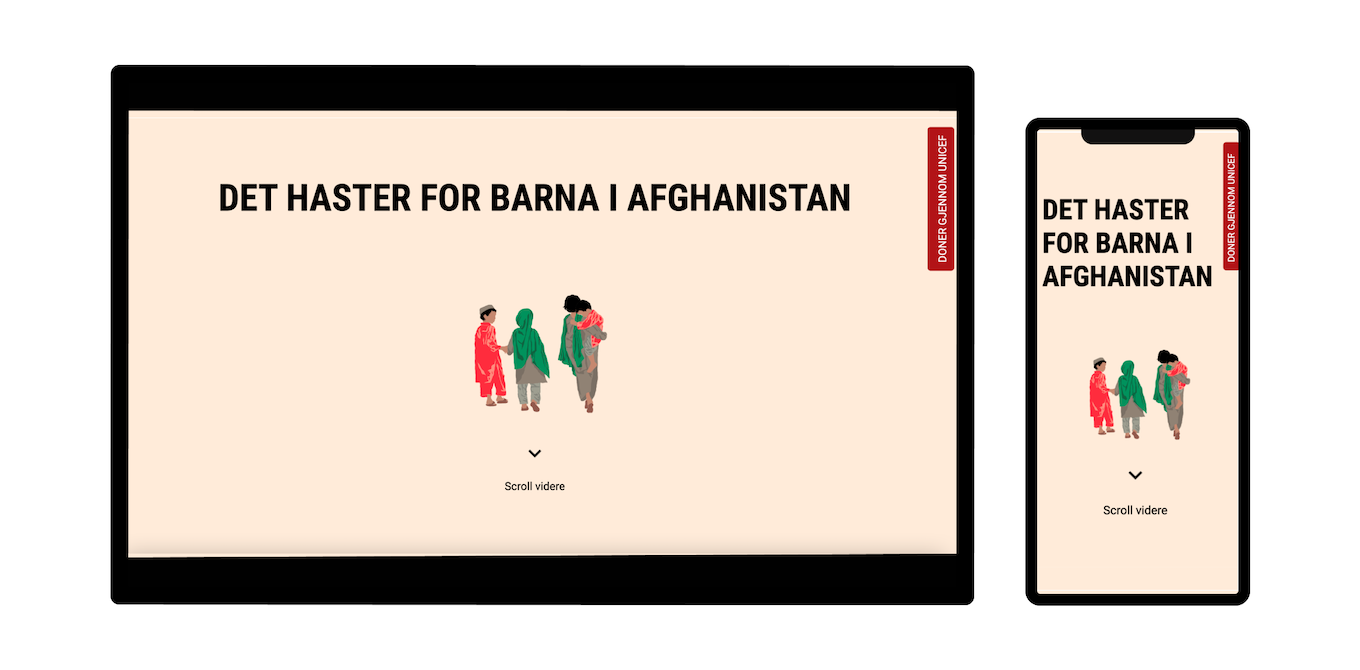 DET HASTER FOR BARNA I AFGHANISTAN
DONER GJENNOM UNICEF
Scroll videre
DET HASTER
FOR BARNA I
AFGHANISTAN
DONER GJENNOM UNICEF
Scroll videre